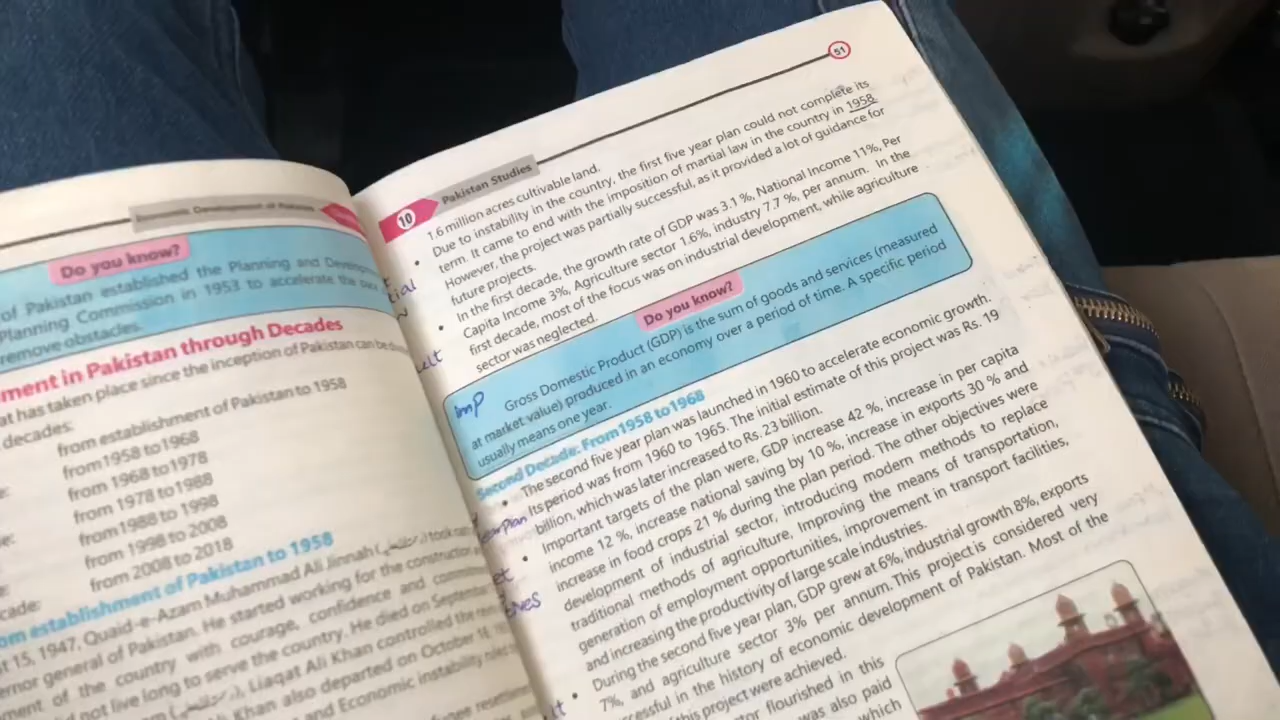 Economic Development of Pakistan
Do you know?
of Pakistan established the Planning and
Planning Commission in 1953 to accelerate the
remove obstacles.
ment in Pakistan through Decades
at has taken place since the inception of Pakistan can be
decades:
from establishment of Pakistan to 1958
from 1958 to 1968
from 1968 to 1978
from 1978 to 1988
from 1988 to 1998
from 1998 to 2008
from 2008 to 2018
om establishment of Pakistan to 1958
st 15, 1947, Quaid-e-Azam Muhammad Ali Jinnah took
ernor general of Pakistan. He started working for the construction
ment of the country with courage, confidence and
did not live long to serve the country. He died on September
Liaqat Ali Khan controlled the
Ali Khan also departed on October 16,
and Economic instability
51
10
Pakistan Studies
1.6 million acres cultivable land.
• Due to instability in the country, the first five year plan could not complete its
term. It came to end with the imposition of martial law in the country in 1958.
However, the project was partially successful, as it provided a lot of guidance for
future projects.
• In the first decade, the growth rate of GDP was 3.1 %, National Income 11%, Per
Capita Income 3%, Agriculture sector 1.6%, industry 7.7 %, per annum. In the
first decade, most of the focus was on industrial development, while agriculture
sector was neglected.
Do you know?
imp
Gross Domestic Product (GDP) is the sum of goods and services (measured
at market value) produced in an economy over a period of time. A specific period
usually means one year.
Second Decade: From 1958 to 1968
• The second five year plan was launched in 1960 to accelerate economic growth.
Its period was from 1960 to 1965. The initial estimate of this project was Rs. 19
billion, which was later increased to Rs. 23 billion.
• Important targets of the plan were, GDP increase 42 %, increase in per capita
income 12 %, increase national saving by 10 %, increase in exports 30 % and
increase in food crops 21 % during the plan period. The other objectives were
development of industrial sector, introducing modern methods to replace
traditional methods of agriculture, Improving the means of transportation,
generation of employment opportunities, improvement in transport facilities,
and increasing the productivity of large scale industries.
• During the second five year plan, GDP grew at 6%, industrial growth 8%, exports
7%, and agriculture sector 3% per annum. This project is considered very
cessful in the history of economic development of Pakistan. Most of the
this project were achieved.
tor flourished in this
was also paid
which